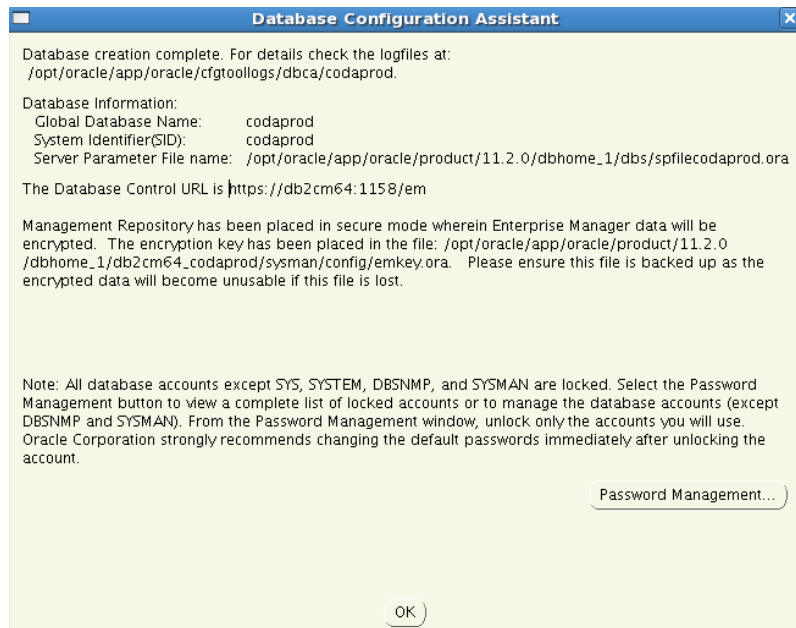 Database Configuration Assistant
Database creation complete. For details check the logfiles at:
/opt/oracle/app/oracle/cfgtoollogs/dbca/codaprod.
Database Information:
Global Database Name: codaprod
System Identifier(SID): codaprod
Server Parameter File name: /opt/oracle/app/oracle/product/11.2.0/dbhome_1/dbs/spfilecodaprod.ora
The Database Control URL is https://db2cm64:1158/em
Management Repository has been placed in secure mode wherein Enterprise Manager data will be
encrypted. The encryption key has been placed in the file: /opt/oracle/app/oracle/product/11.2.0
/dbhome_1/db2cm64_codaprod/sysman/config/emkey.ora. Please ensure this file is backed up as the
encrypted data will become unusable if this file is lost.
Note: All database accounts except SYS, SYSTEM, DBSNMP, and SYSMAN are locked. Select the Password
Management button to view a complete list of locked accounts or to manage the database accounts (except
DBSNMP and SYSMAN). From the Password Management window, unlock only the accounts you will use.
Oracle Corporation strongly recommends changing the default passwords immediately after unlocking the
account.
Password Management...
OK